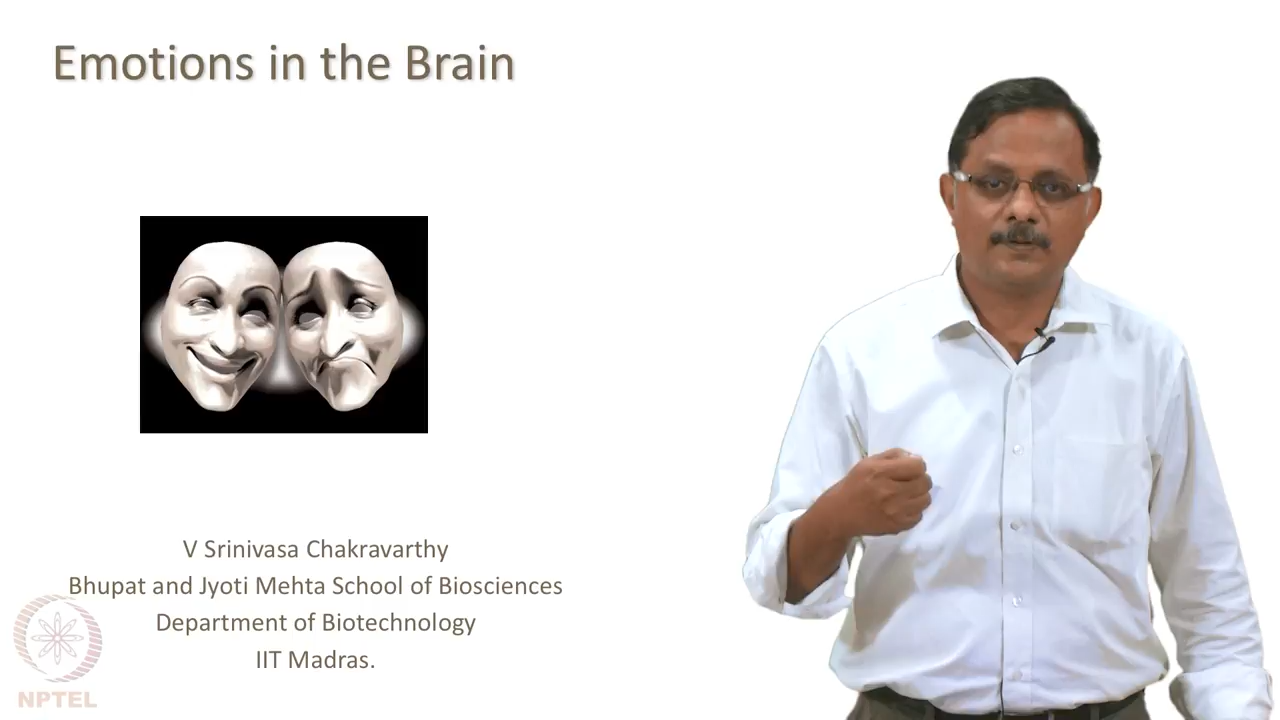 Emotions in the Brain
V Srinivasa Chakravarthy
Bhupat and Jyoti Mehta School of Biosciences
Department of Biotechnology
IIT Madras.
NPTEL